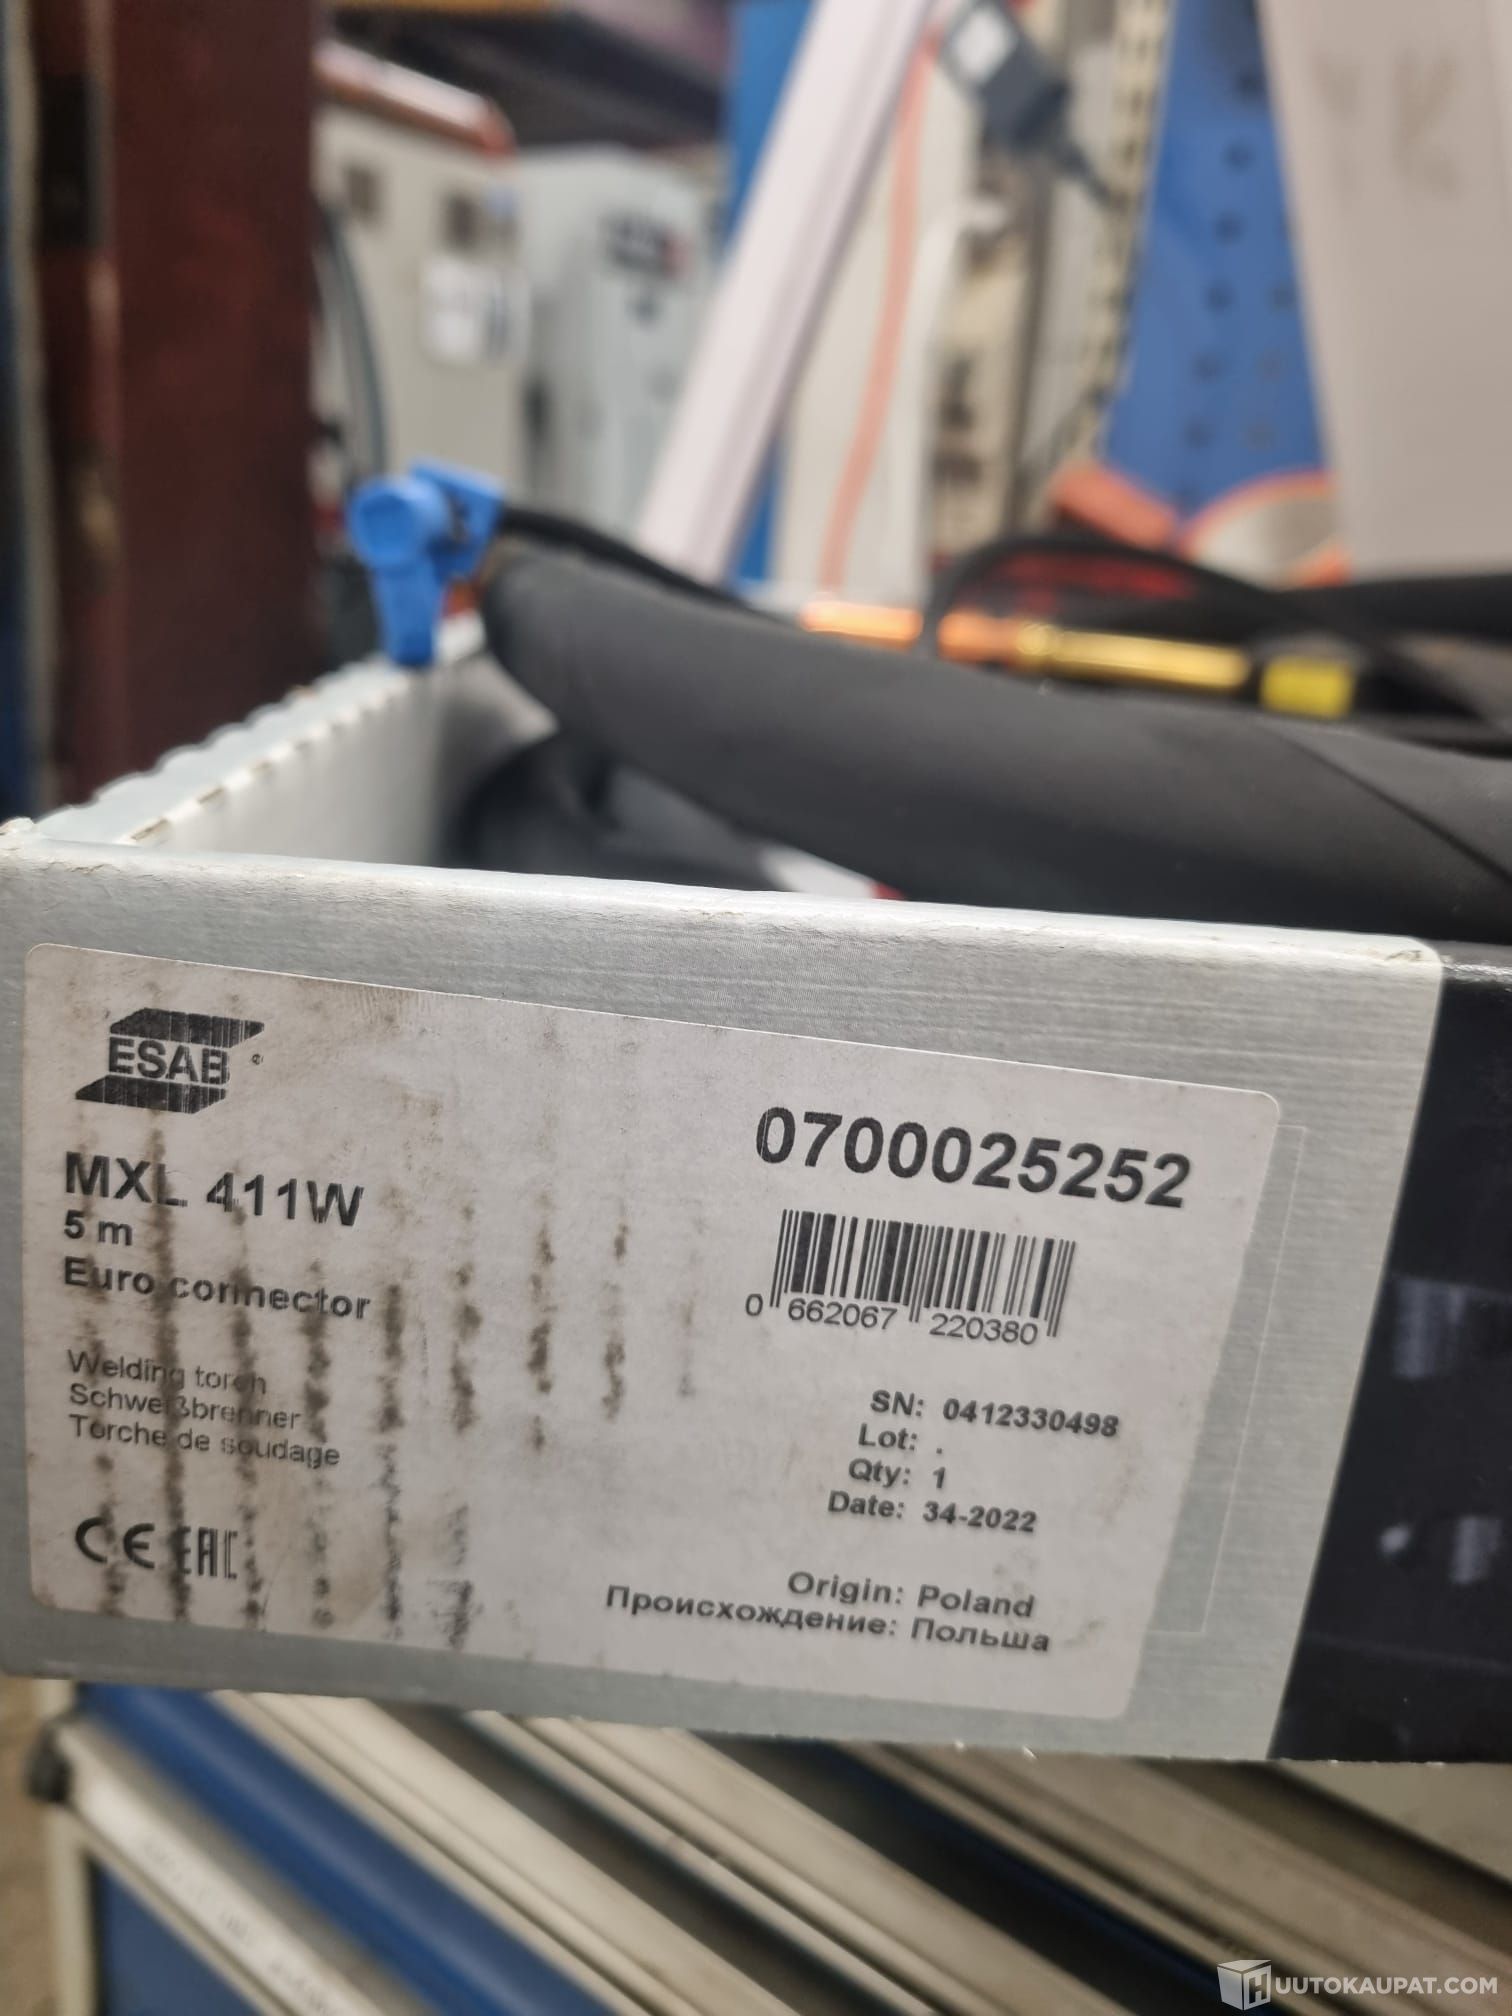 ESAB®
MXL 411W
5 m
Euro connector
Welding torch
Schweißbrenner
Torche de soudage
CE EAC
0700025252
0 662067 220380
SN: 0412330498
Lot: .
Qty: 1
Date: 34-2022
Origin: Poland
Происхождение: Польша
HUUTOKAUPAT.COM